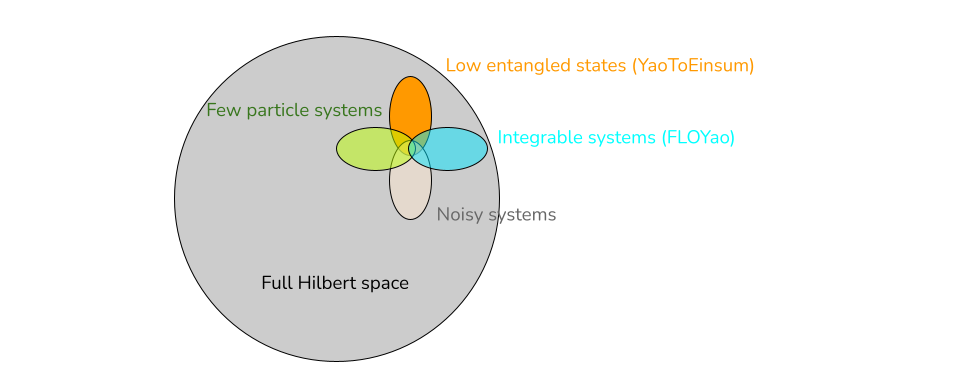 Low entangled states (YaoToEinsum)
Few particle systems
Integrable systems (FLOYao)
Noisy systems
Full Hilbert space